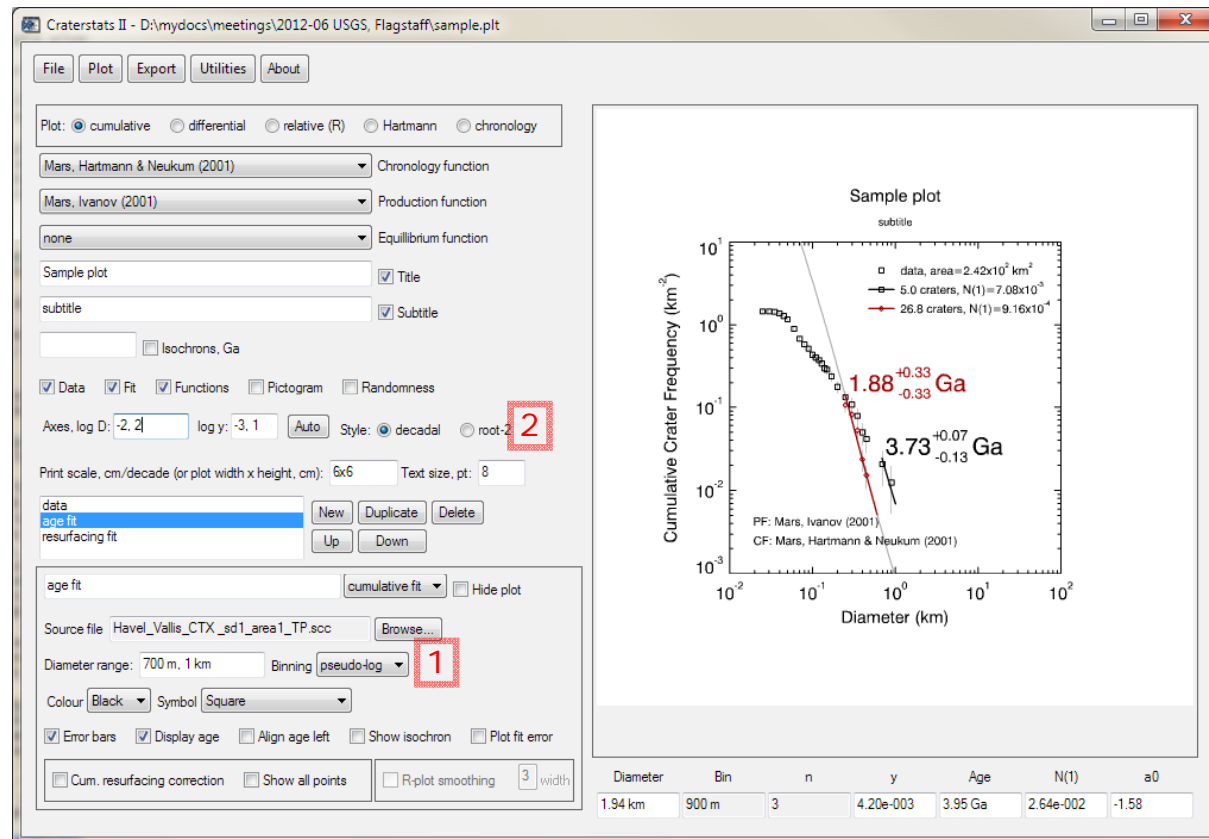 Craterstats II - D:\mydocs\meetings\2012-06 USGS, Flagstaff\sample.plt
File Plot Export Utilities About
Plot: cumulative differential relative (R) Hartmann chronology
Mars, Hartmann & Neukum (2001) Chronology function
Mars, Ivanov (2001) Production function
none Equillibrium function
Sample plot Title
subtitle Subtitle
Isochrons, Ga
Data Fit Functions Pictogram Randomness
Axes, log D: -2, 2 log y: -3, 1 Auto Style: decadal root-2
2
Print scale, cm/decade (or plot width x height, cm): 6x6 Text size, pt: 8
data
age fit
resurfacing fit
New Duplicate Delete
Up Down
age fit cumulative fit Hide plot
Source file Havel_Vallis_CTX _sd1_area1_TP.scc Browse...
Diameter range: 700 m, 1 km Binning pseudo-log
1
Colour Black Symbol Square
Error bars Display age Align age left Show isochron Plot fit error
Cum. resurfacing correction Show all points R-plot smoothing 3 width
Sample plot
subtitle
data, area=2.42x10² km²
5.0 craters, N(1)=7.08x10⁻³
26.8 craters, N(1)=9.16x10⁻⁴
1.88 +0.33 -0.33 Ga
3.73 +0.07 -0.13 Ga
PF: Mars, Ivanov (2001)
CF: Mars, Hartmann & Neukum (2001)
Cumulative Crater Frequency (km⁻²)
10¹
10⁰
10⁻¹
10⁻²
10⁻³
10⁻² 10⁻¹ 10⁰ 10¹ 10²
Diameter (km)
Diameter Bin n y Age N(1) a0
1.94 km 900 m 3 4.20e-003 3.95 Ga 2.64e-002 -1.58